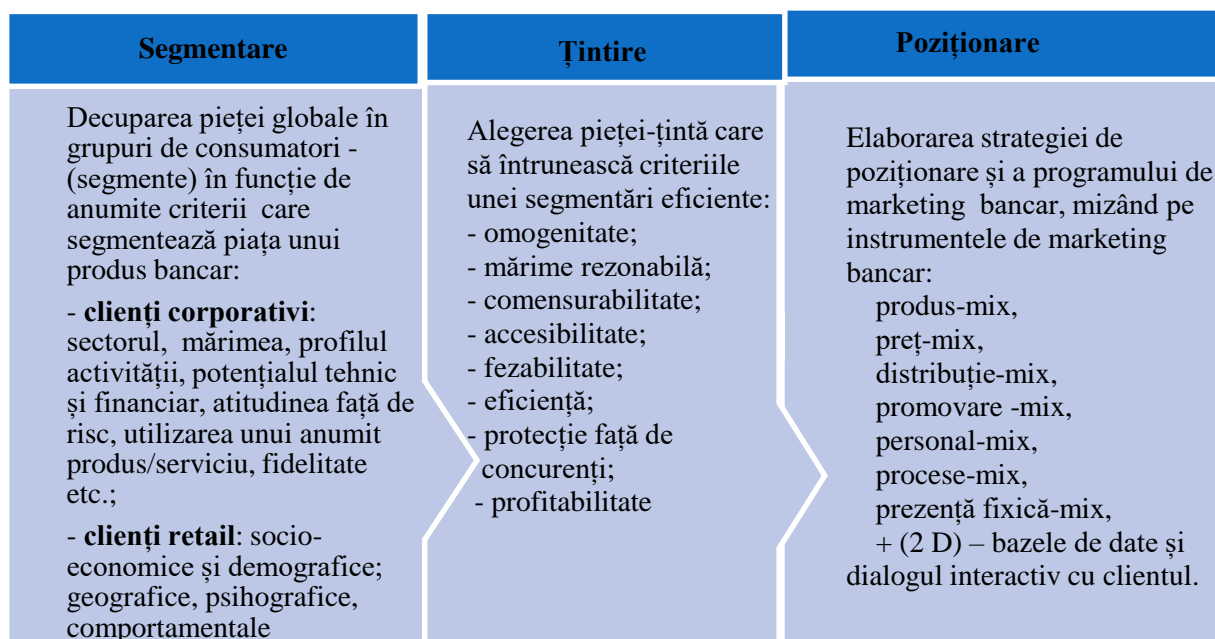 Segmentare
Decuparea pieței globale în
grupuri de consumatori -
(segmente) în funcție de
anumite criterii care
segmentează piața unui
produs bancar:
- clienți corporativi:
sectorul, mărimea, profilul
activității, potențialul tehnic
și financiar, atitudinea față de
risc, utilizarea unui anumit
produs/serviciu, fidelitate
etc.;
- clienți retail: socio-
economice și demografice;
geografice, psihografice,
comportamentale
Țintire
Alegerea pieței-țintă care
să întrunească criteriile
unei segmentări eficiente:
- omogenitate;
- mărime rezonabilă;
- comensurabilitate;
- accesibilitate;
- fezabilitate;
- eficiență;
- protecție față de
concurenți;
- profitabilitate
Poziționare
Elaborarea strategiei de
poziționare și a programului de
marketing bancar, mizând pe
instrumentele de marketing
bancar:
produs-mix,
preț-mix,
distribuție-mix,
promovare -mix,
personal-mix,
procese-mix,
prezență fixică-mix,
+ (2 D) – bazele de date și
dialogul interactiv cu clientul.